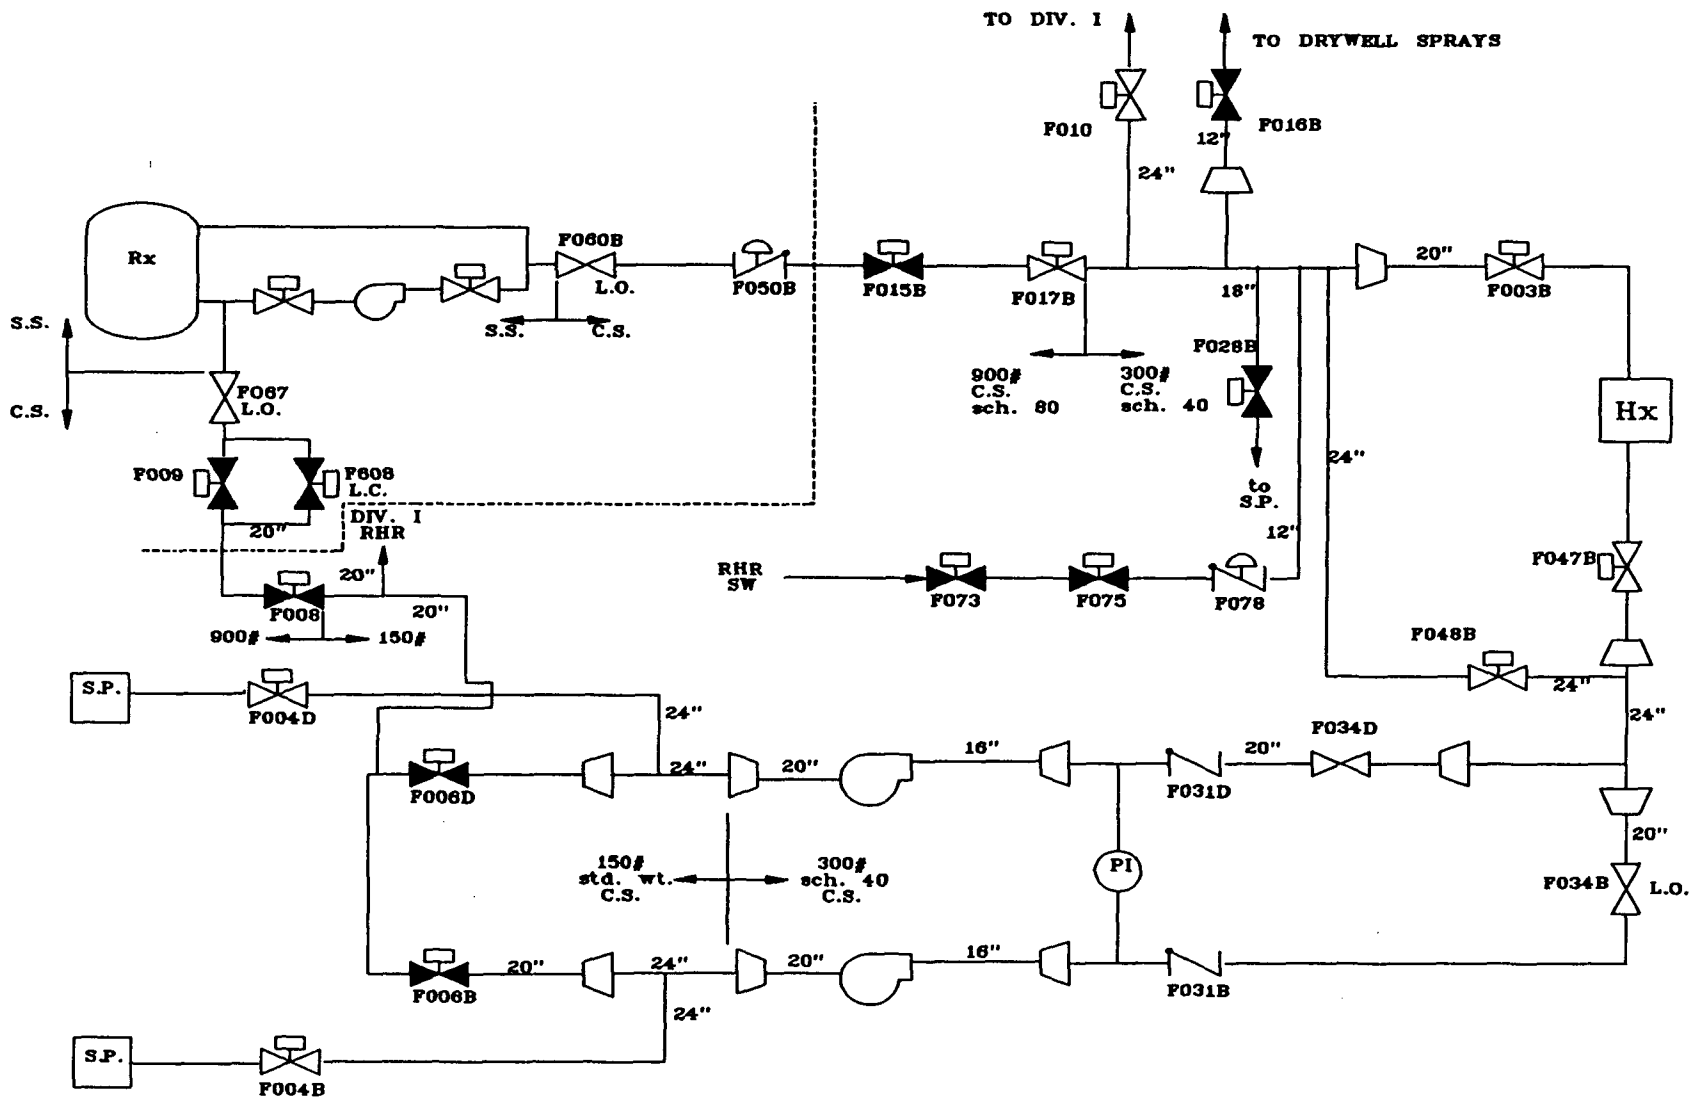 TO DIV. I
TO DRYWELL SPRAYS
F010
F016B
12"
24"
Rx
F060B
L.O.
F050B
F015B
F017B
18"
20"
F003B
S.S.
S.S.
C.S.
F028B
900#
C.S.
sch. 80
300#
C.S.
sch. 40
C.S.
F067
L.O.
Hx
F009
F608
L.C.
24"
to
S.P.
20"
DIV. I
RHR
12"
20"
RHR
SW
F073
F075
F078
F047B
F008
20"
900#
150#
F048B
24"
S.P.
F004D
24"
24"
F034D
16"
20"
24"
20"
F006D
F031D
20"
150#
std. wt.
C.S.
300#
sch. 40
C.S.
PI
F034B
L.O.
20"
24"
20"
16"
F006B
F031B
24"
S.P.
F004B